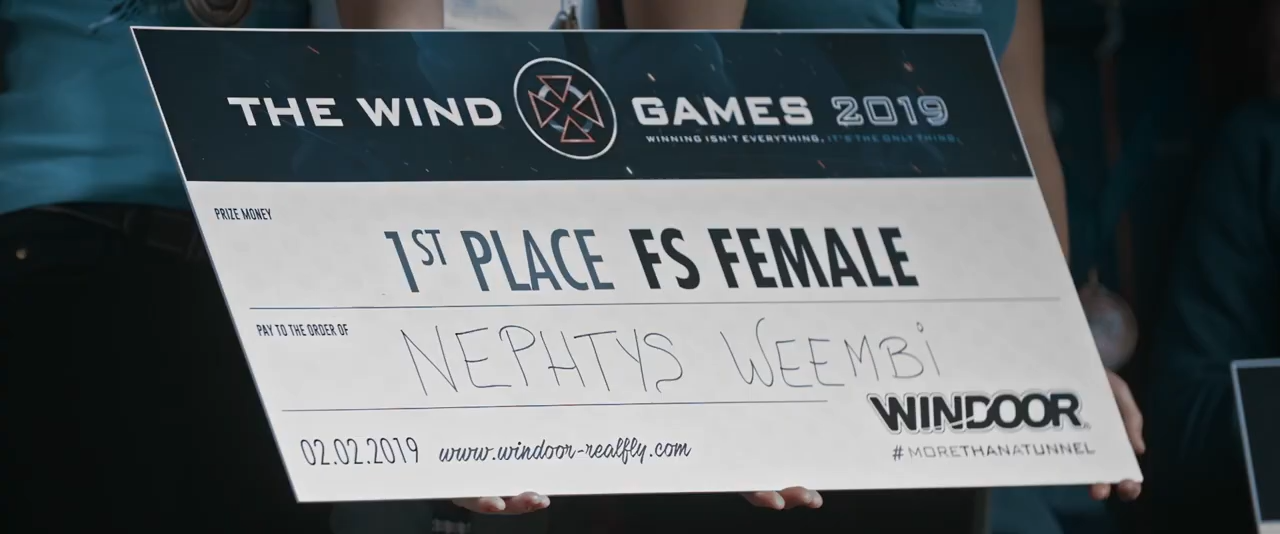 THE WIND GAMES 2019
WINNING ISN'T EVERYTHING, IT'S THE ONLY THING.
PRIZE MONEY
1ST PLACE FS FEMALE
PAY TO THE ORDER OF
NEPHTYS WEEMBi
WINDOOR
#MORETHANATUNNEL
02.02.2019 www.windoor-realfly.com